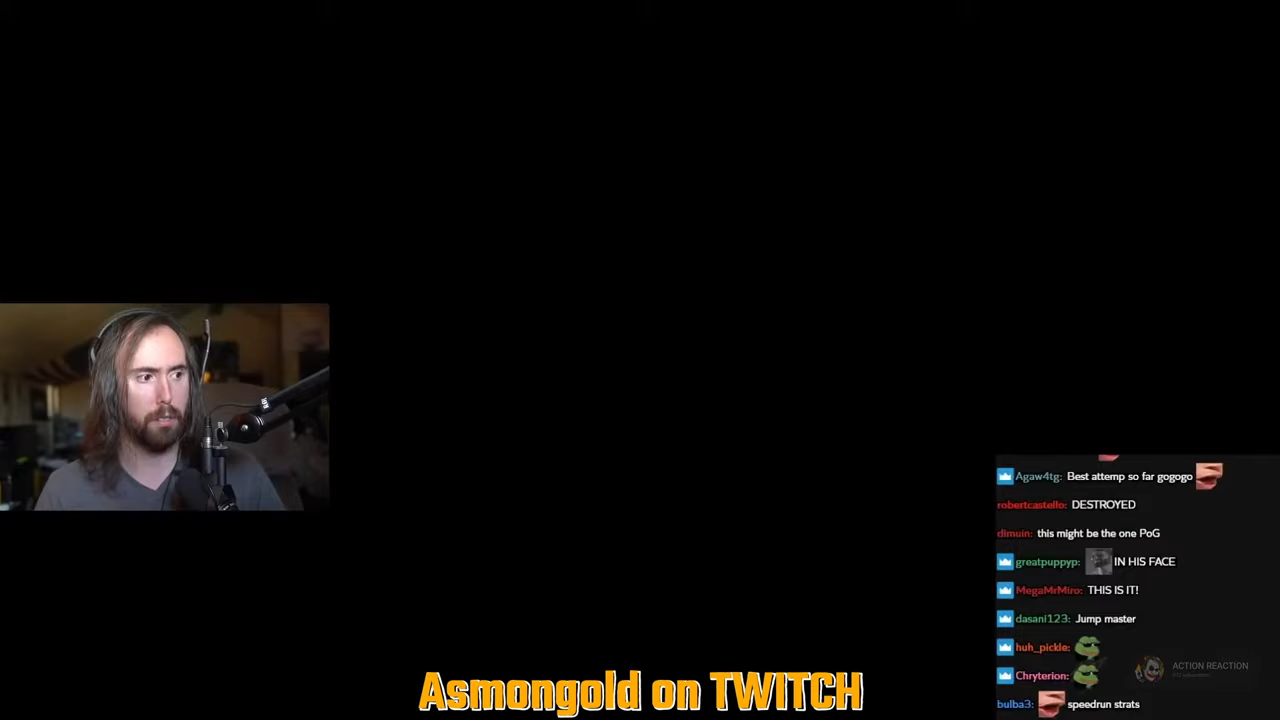 Agaw4tg: Best attemp so far gogogo
robertcastello: DESTROYED
dimuin: this might be the one PoG
greatpuppyp: IN HIS FACE
MegaMrMiro: THIS IS IT!
dasani123: Jump master
huh_pickle:
ACTION REACTION
Chryterion:
bulba3: speedrun strats
Asmongold on TWITCH